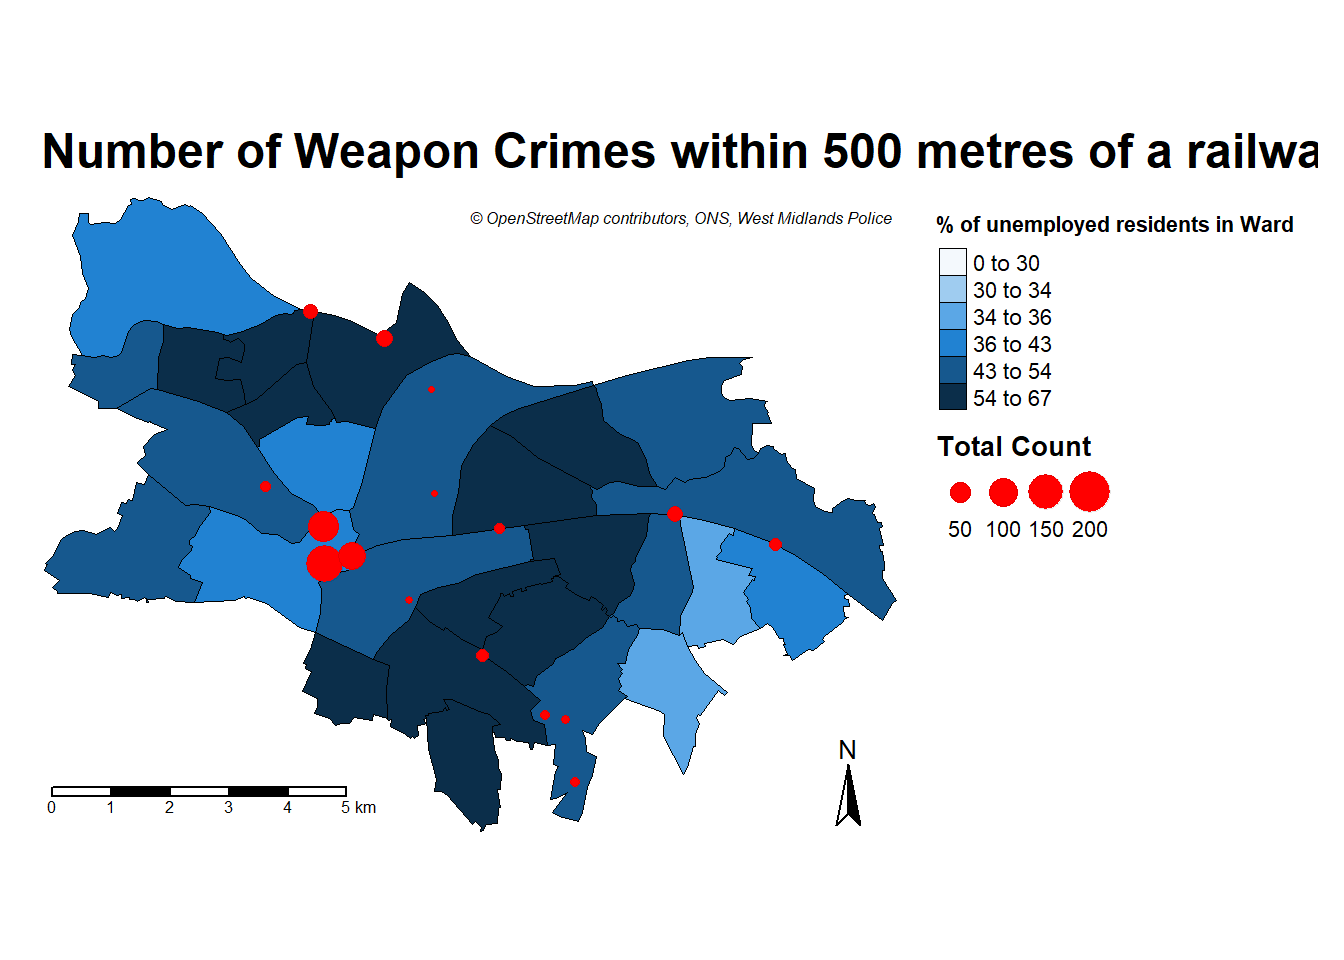 Number of Weapon Crimes within 500 metres of a railwa
© OpenStreetMap contributors, ONS, West Midlands Police
% of unemployed residents in Ward
0 to 30
30 to 34
34 to 36
36 to 43
43 to 54
54 to 67
Total Count
50 100 150 200
N
0 1 2 3 4 5 km